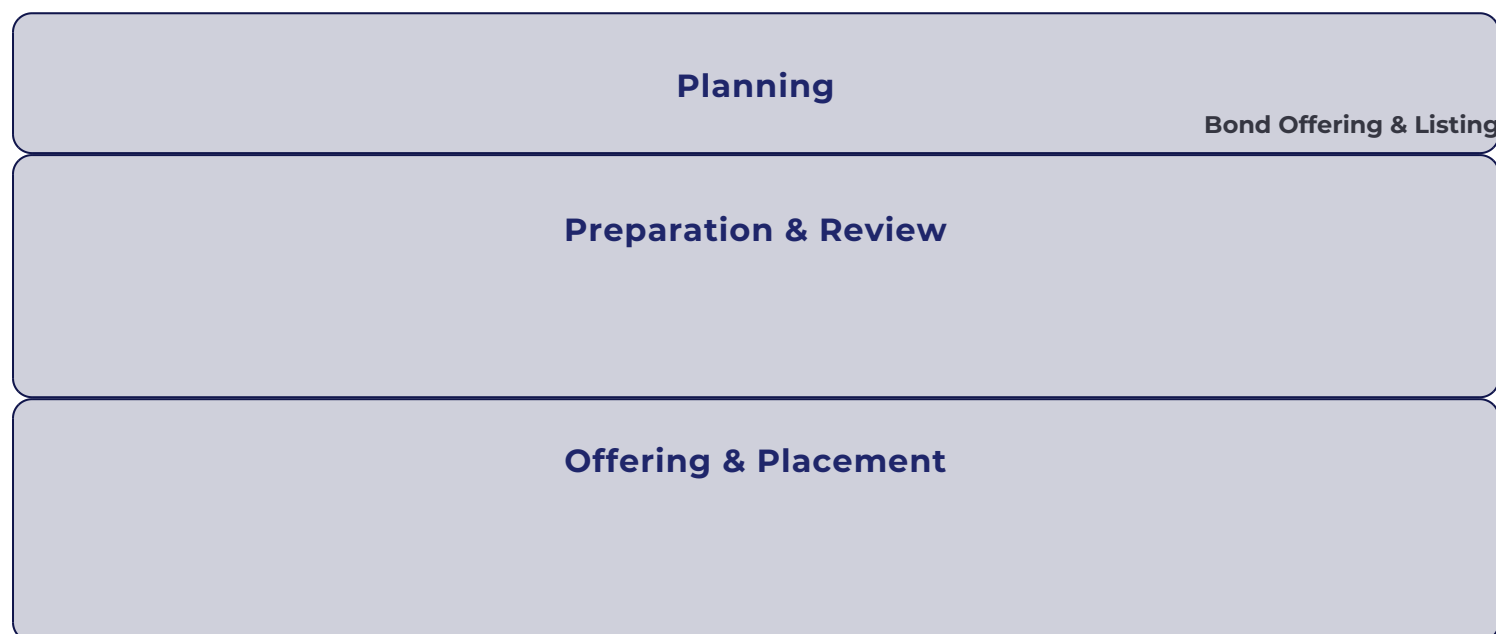 Planning
Bond Offering & Listing
Preparation & Review
Offering & Placement